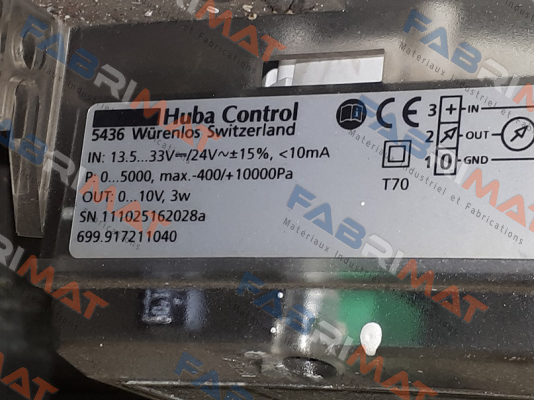 Huba Control
5436 Würenlos Switzerland
IN: 13.5...33V⎓/24V~±15%, <10mA
P: 0...5000, max.-400/+10000Pa
OUT: 0...10V, 3w
SN 111025162028a
699.917211040
CE
T70
3 + IN
2 OUT
1 0 GND
FABRIMAT
Materiaux Industriel et Fabrications